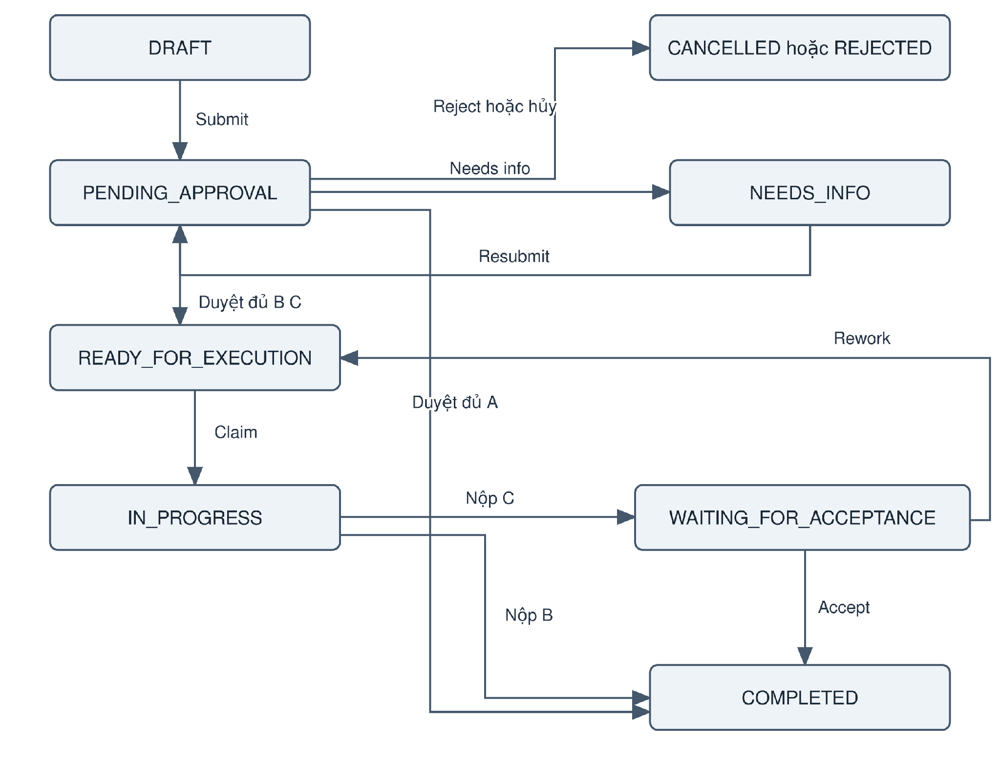 DRAFT
CANCELLED hoặc REJECTED
Reject hoặc hủy
Submit
Needs info
PENDING_APPROVAL
NEEDS_INFO
Resubmit
Duyệt đủ B C
Rework
READY_FOR_EXECUTION
Duyệt đủ A
Claim
Nộp C
IN_PROGRESS
WAITING_FOR_ACCEPTANCE
Nộp B
Accept
COMPLETED